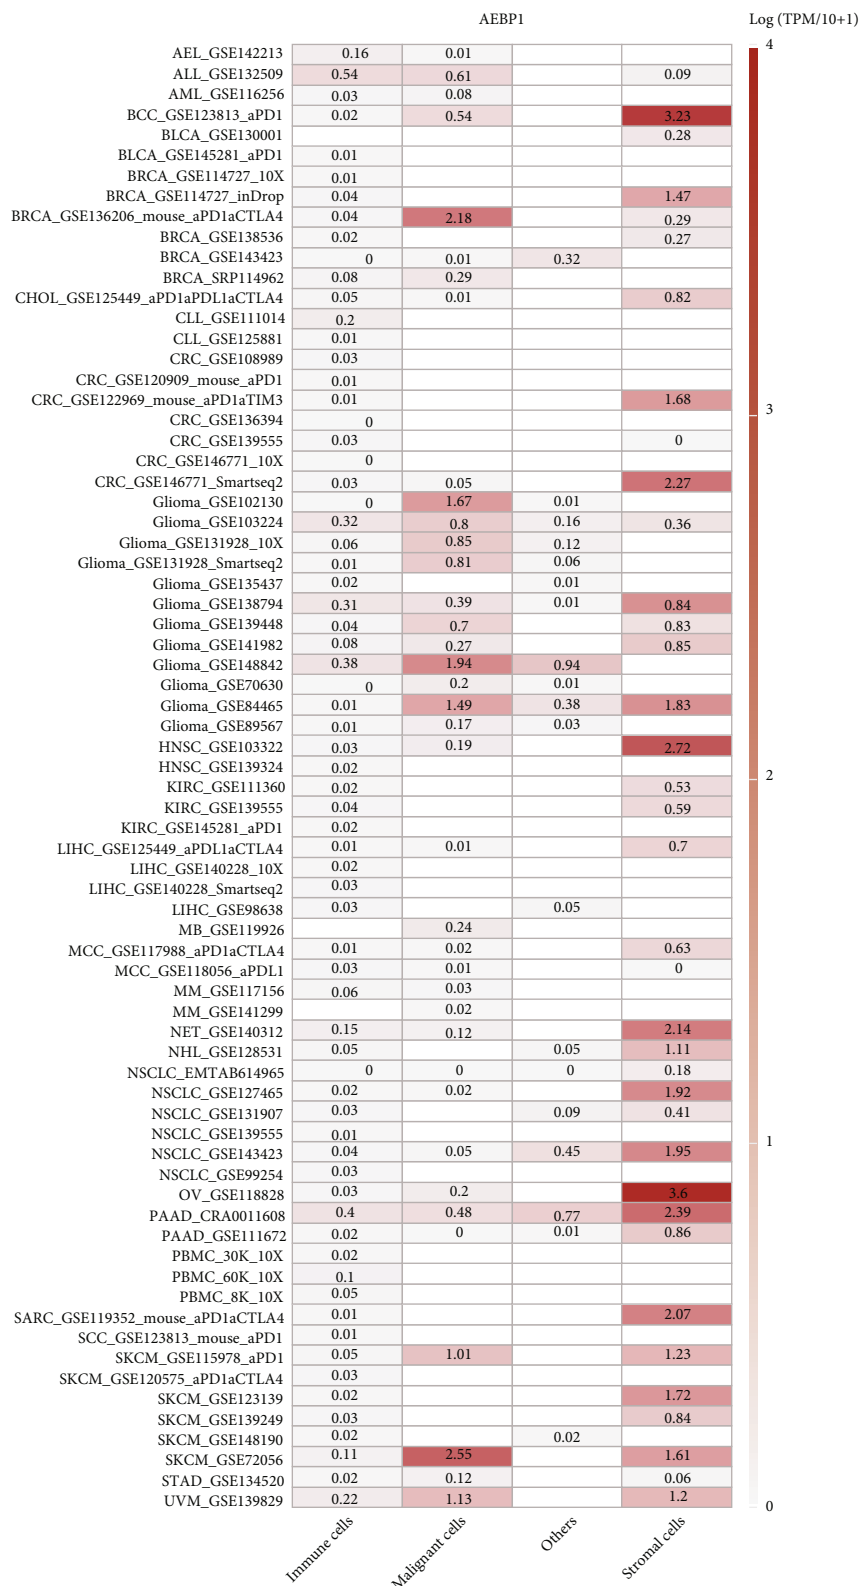 AEBP1 Log (TPM/10+1)
4
AEL_GSE142213 0.16 0.01
ALL_GSE132509 0.54 0.61 0.09
AML_GSE116256 0.03 0.08
BCC_GSE123813_aPD1 0.02 0.54 3.23
BLCA_GSE130001 0.28
BLCA_GSE145281_aPD1 0.01
BRCA_GSE114727_10X 0.01
BRCA_GSE114727_inDrop 0.04 1.47
BRCA_GSE136206_mouse_aPD1aCTLA4 0.04 2.18 0.29
BRCA_GSE138536 0.02 0.27
BRCA_GSE143423 0 0.01 0.32
BRCA_SRP114962 0.08 0.29
CHOL_GSE125449_aPD1aPDL1aCTLA4 0.05 0.01 0.82
CLL_GSE111014 0.2
CLL_GSE125881 0.01
CRC_GSE108989 0.03
CRC_GSE120909_mouse_aPD1 0.01
CRC_GSE122969_mouse_aPD1aTIM3 0.01 1.68
3
CRC_GSE136394 0
CRC_GSE139555 0.03 0
CRC_GSE146771_10X 0
CRC_GSE146771_Smartseq2 0.03 0.05 2.27
Glioma_GSE102130 0 1.67 0.01
Glioma_GSE103224 0.32 0.8 0.16 0.36
Glioma_GSE131928_10X 0.06 0.85 0.12
Glioma_GSE131928_Smartseq2 0.01 0.81 0.06
Glioma_GSE135437 0.02 0.01
Glioma_GSE138794 0.31 0.39 0.01 0.84
Glioma_GSE139448 0.04 0.7 0.83
Glioma_GSE141982 0.08 0.27 0.85
Glioma_GSE148842 0.38 1.94 0.94
Glioma_GSE70630 0 0.2 0.01
Glioma_GSE84465 0.01 1.49 0.38 1.83
Glioma_GSE89567 0.01 0.17 0.03
HNSC_GSE103322 0.03 0.19 2.72
HNSC_GSE139324 0.02
2
KIRC_GSE111360 0.02 0.53
KIRC_GSE139555 0.04 0.59
KIRC_GSE145281_aPD1 0.02
LIHC_GSE125449_aPDL1aCTLA4 0.01 0.01 0.7
LIHC_GSE140228_10X 0.02
LIHC_GSE140228_Smartseq2 0.03
LIHC_GSE98638 0.03 0.05
MB_GSE119926 0.24
MCC_GSE117988_aPD1aCTLA4 0.01 0.02 0.63
MCC_GSE118056_aPDL1 0.03 0.01 0
MM_GSE117156 0.06 0.03
MM_GSE141299 0.02
NET_GSE140312 0.15 0.12 2.14
NHL_GSE128531 0.05 0.05 1.11
NSCLC_EMTAB614965 0 0 0 0.18
NSCLC_GSE127465 0.02 0.02 1.92
NSCLC_GSE131907 0.03 0.09 0.41
NSCLC_GSE139555 0.01
1
NSCLC_GSE143423 0.04 0.05 0.45 1.95
NSCLC_GSE99254 0.03
OV_GSE118828 0.03 0.2 3.6
PAAD_CRA0011608 0.4 0.48 0.77 2.39
PAAD_GSE111672 0.02 0 0.01 0.86
PBMC_30K_10X 0.02
PBMC_60K_10X 0.1
PBMC_8K_10X 0.05
SARC_GSE119352_mouse_aPD1aCTLA4 0.01 2.07
SCC_GSE123813_mouse_aPD1 0.01
SKCM_GSE115978_aPD1 0.05 1.01 1.23
SKCM_GSE120575_aPD1aCTLA4 0.03
SKCM_GSE123139 0.02 1.72
SKCM_GSE139249 0.03 0.84
SKCM_GSE148190 0.02 0.02
SKCM_GSE72056 0.11 2.55 1.61
STAD_GSE134520 0.02 0.12 0.06
UVM_GSE139829 0.22 1.13 1.2
0
Immune cells Malignant cells Others Stromal cells